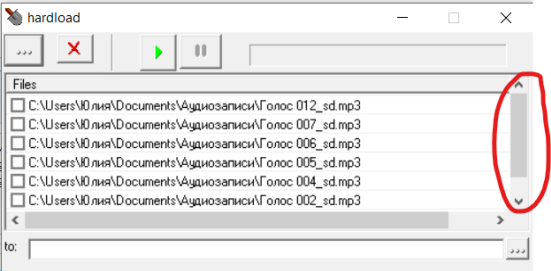 hardload
...
Files
C:\Users\Юлия\Documents\Аудиозаписи\Голос 012_sd.mp3
C:\Users\Юлия\Documents\Аудиозаписи\Голос 007_sd.mp3
C:\Users\Юлия\Documents\Аудиозаписи\Голос 006_sd.mp3
C:\Users\Юлия\Documents\Аудиозаписи\Голос 005_sd.mp3
C:\Users\Юлия\Documents\Аудиозаписи\Голос 004_sd.mp3
C:\Users\Юлия\Documents\Аудиозаписи\Голос 002_sd.mp3
to: ...